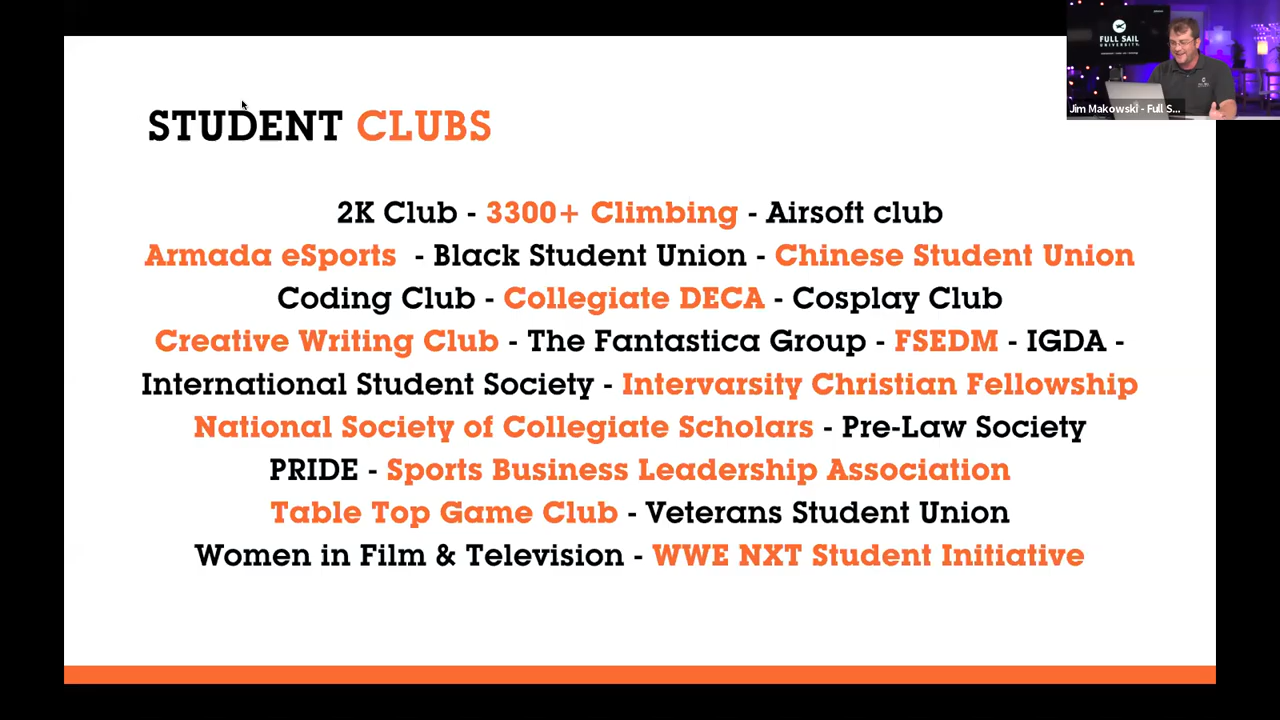 STUDENT CLUBS
2K Club - 3300+ Climbing - Airsoft club
Armada eSports - Black Student Union - Chinese Student Union
Coding Club - Collegiate DECA - Cosplay Club
Creative Writing Club - The Fantastica Group - FSEDM - IGDA -
International Student Society - Intervarsity Christian Fellowship
National Society of Collegiate Scholars - Pre-Law Society
PRIDE - Sports Business Leadership Association
Table Top Game Club - Veterans Student Union
Women in Film & Television - WWE NXT Student Initiative
FULL SAIL
UNIVERSITY
Jim Makowski - Full S...